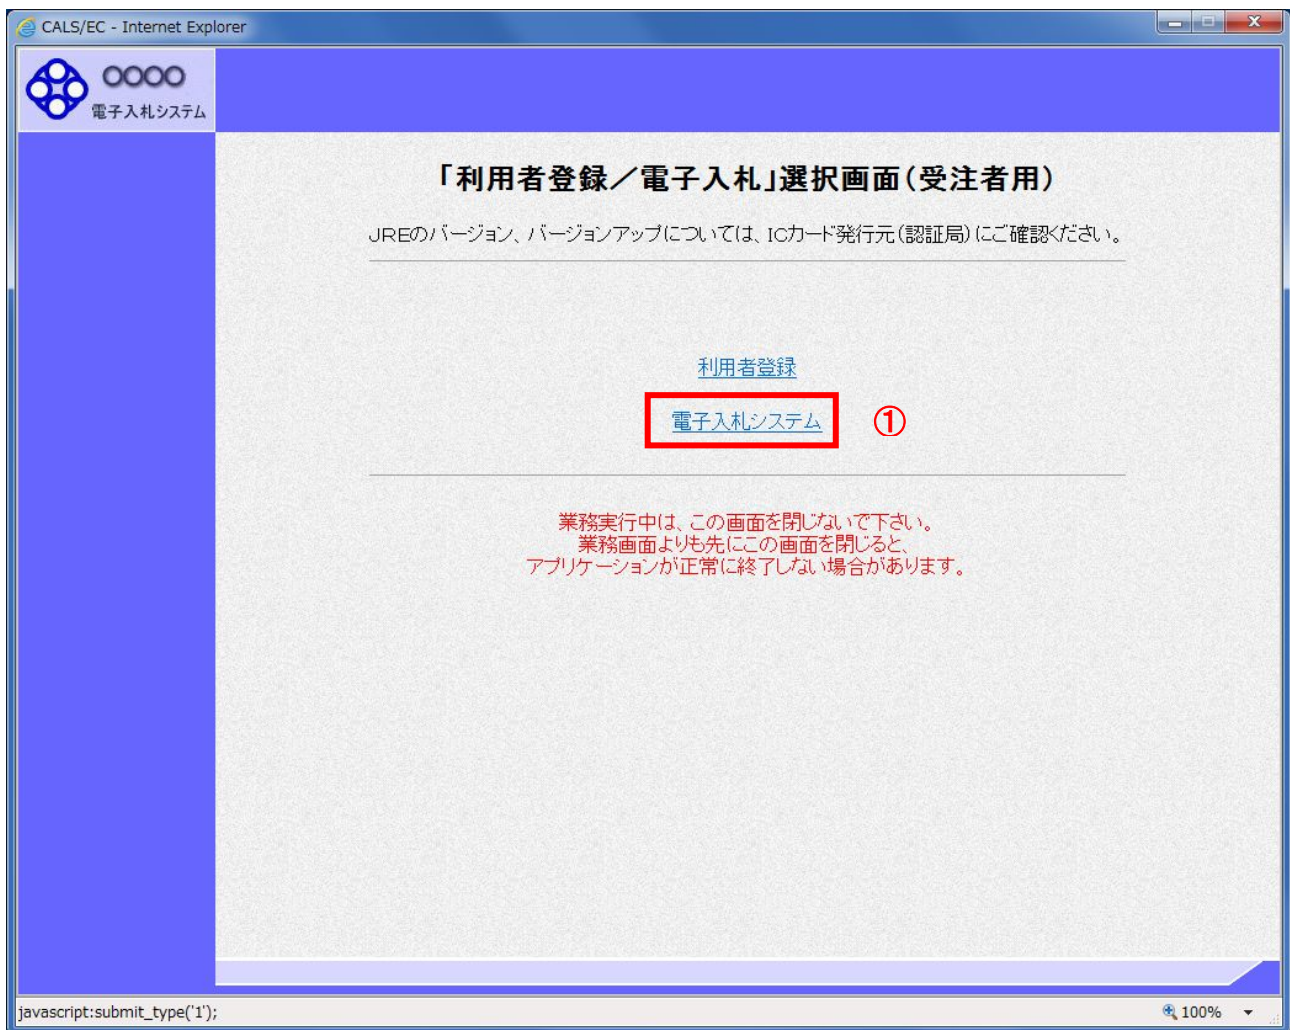 CALS/EC - Internet Explorer
○○○○
電子入札システム
「利用者登録／電子入札」選択画面(受注者用)
JREのバージョン、バージョンアップについては、ICカード発行元(認証局)にご確認ください。
利用者登録
電子入札システム ①
業務実行中は、この画面を閉じないで下さい。
業務画面よりも先にこの画面を閉じると、
アプリケーションが正常に終了しない場合があります。
javascript:submit_type('1'); 100%